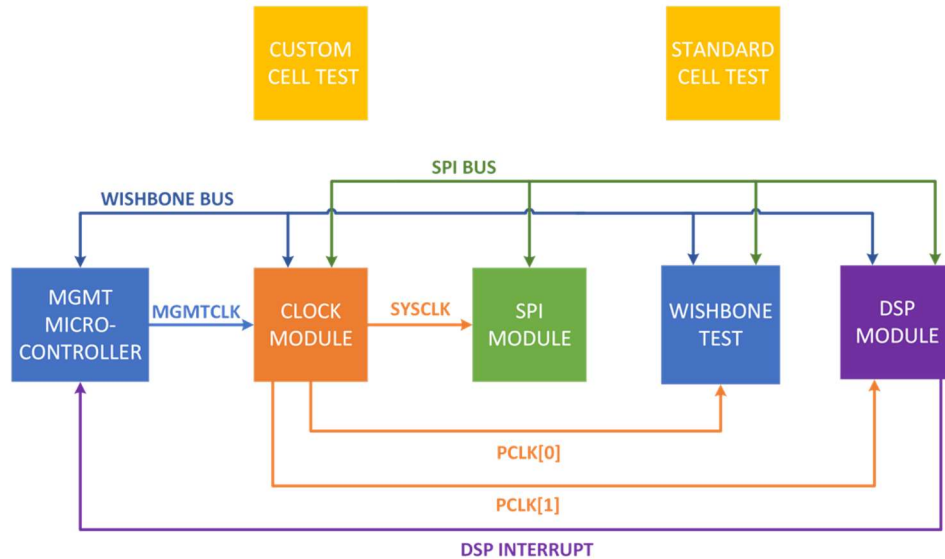 CUSTOM
CELL TEST
STANDARD
CELL TEST
SPI BUS
WISHBONE BUS
MGMT
MICRO-
CONTROLLER
MGMTCLK
CLOCK
MODULE
SYSCLK
SPI
MODULE
WISHBONE
TEST
DSP
MODULE
PCLK[0]
PCLK[1]
DSP INTERRUPT